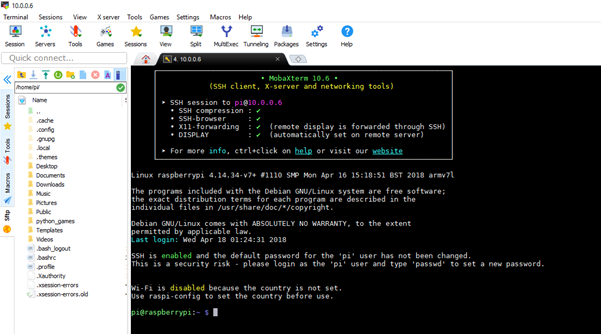 10.0.0.6
Terminal Sessions View X server Tools Games Settings Macros Help
Session Servers Tools Games Sessions View Split MultiExec Tunneling Packages Settings Help
Quick connect...
4. 10.0.0.6
/home/pi/
Name
..
.cache
.config
.gnupg
.local
.themes
Desktop
Documents
Downloads
Music
Pictures
Public
python_games
Templates
Videos
.bash_logout
.bashrc
.profile
.Xauthority
.xsession-errors
.xsession-errors.old
Sessions
Tools
Macros
Sftp
• MobaXterm 10.6 •
(SSH client, X-server and networking tools)
➤ SSH session to pi@10.0.0.6
• SSH compression : ✔
• SSH-browser : ✔
• X11-forwarding : ✔ (remote display is forwarded through SSH)
• DISPLAY : ✔ (automatically set on remote server)
➤ For more info, ctrl+click on help or visit our website
Linux raspberrypi 4.14.34-v7+ #1110 SMP Mon Apr 16 15:18:51 BST 2018 armv7l
The programs included with the Debian GNU/Linux system are free software;
the exact distribution terms for each program are described in the
individual files in /usr/share/doc/*/copyright.
Debian GNU/Linux comes with ABSOLUTELY NO WARRANTY, to the extent
permitted by applicable law.
Last login: Wed Apr 18 01:24:31 2018
SSH is enabled and the default password for the 'pi' user has not been changed.
This is a security risk - please login as the 'pi' user and type 'passwd' to set a new password.
Wi-Fi is disabled because the country is not set.
Use raspi-config to set the country before use.
pi@raspberrypi:~ $